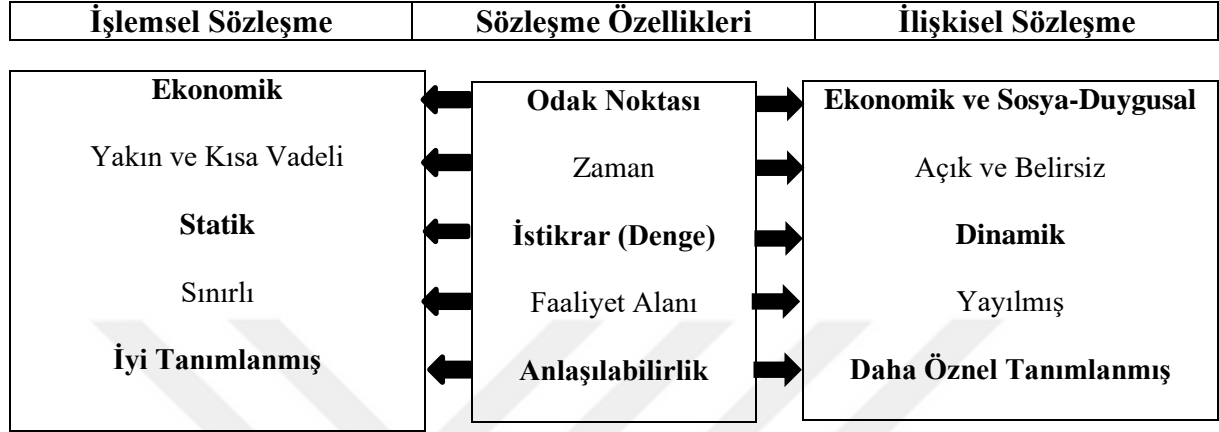 İşlemsel Sözleşme Sözleşme Özellikleri İlişkisel Sözleşme
Ekonomik Odak Noktası Ekonomik ve Sosya-Duygusal
Yakın ve Kısa Vadeli Zaman Açık ve Belirsiz
Statik İstikrar (Denge) Dinamik
Sınırlı Faaliyet Alanı Yayılmış
İyi Tanımlanmış Anlaşılabilirlik Daha Öznel Tanımlanmış